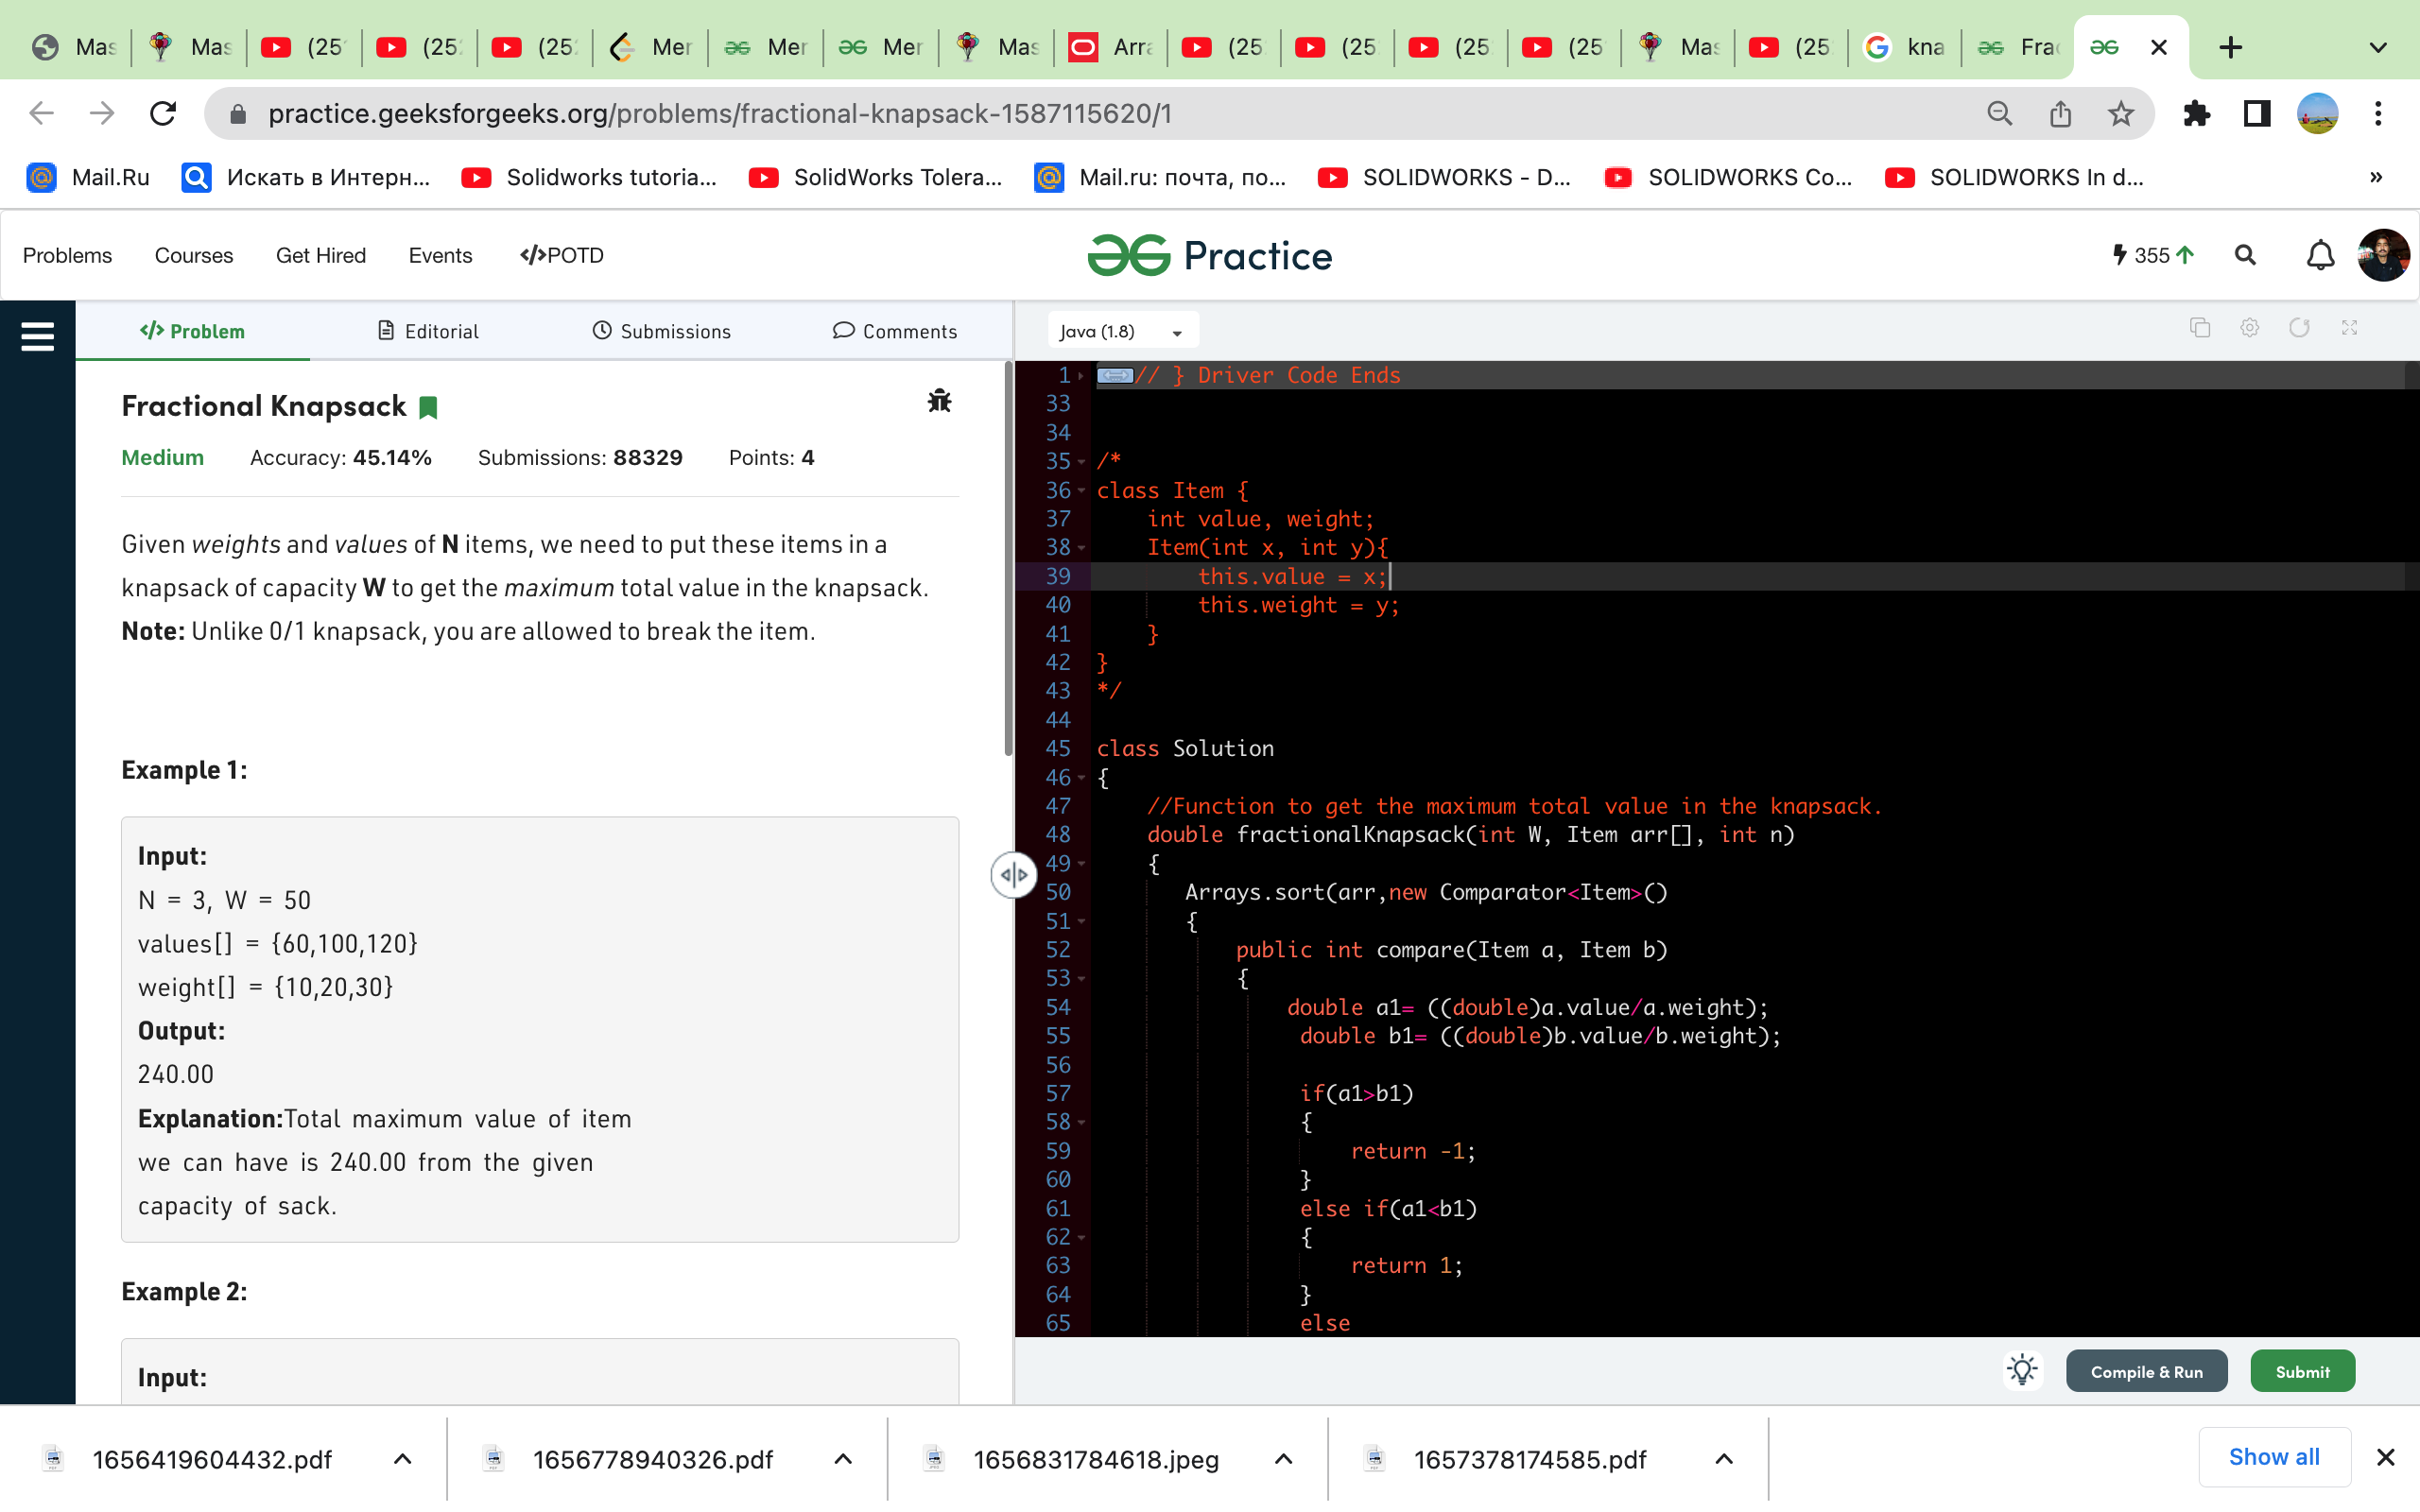 Mas Mas (25 (25 (25 Mer Mer Mer Mas Arra (25 (25 (25 (25 Mas (25 kna Frac
practice.geeksforgeeks.org/problems/fractional-knapsack-1587115620/1
Mail.Ru Искать в Интерн... Solidworks tutoria... SolidWorks Tolera... Mail.ru: почта, по... SOLIDWORKS - D... SOLIDWORKS Co... SOLIDWORKS In d... »
Problems Courses Get Hired Events </>POTD Practice 355
</> Problem Editorial Submissions Comments
Java (1.8)
Fractional Knapsack
Medium Accuracy: 45.14% Submissions: 88329 Points: 4
Given weights and values of N items, we need to put these items in a
knapsack of capacity W to get the maximum total value in the knapsack.
Note: Unlike 0/1 knapsack, you are allowed to break the item.
Example 1:
Input:
N = 3, W = 50
values[] = {60,100,120}
weight[] = {10,20,30}
Output:
240.00
Explanation:Total maximum value of item
we can have is 240.00 from the given
capacity of sack.
Example 2:
Input:
1 // } Driver Code Ends
33
34
35 /*
36 class Item {
37 int value, weight;
38 Item(int x, int y){
39 this.value = x;
40 this.weight = y;
41 }
42 }
43 */
44
45 class Solution
46 {
47 //Function to get the maximum total value in the knapsack.
48 double fractionalKnapsack(int W, Item arr[], int n)
49 {
50 Arrays.sort(arr,new Comparator<Item>()
51 {
52 public int compare(Item a, Item b)
53 {
54 double a1= ((double)a.value/a.weight);
55 double b1= ((double)b.value/b.weight);
56
57 if(a1>b1)
58 {
59 return -1;
60 }
61 else if(a1<b1)
62 {
63 return 1;
64 }
65 else
Compile & Run Submit
1656419604432.pdf 1656778940326.pdf 1656831784618.jpeg 1657378174585.pdf Show all